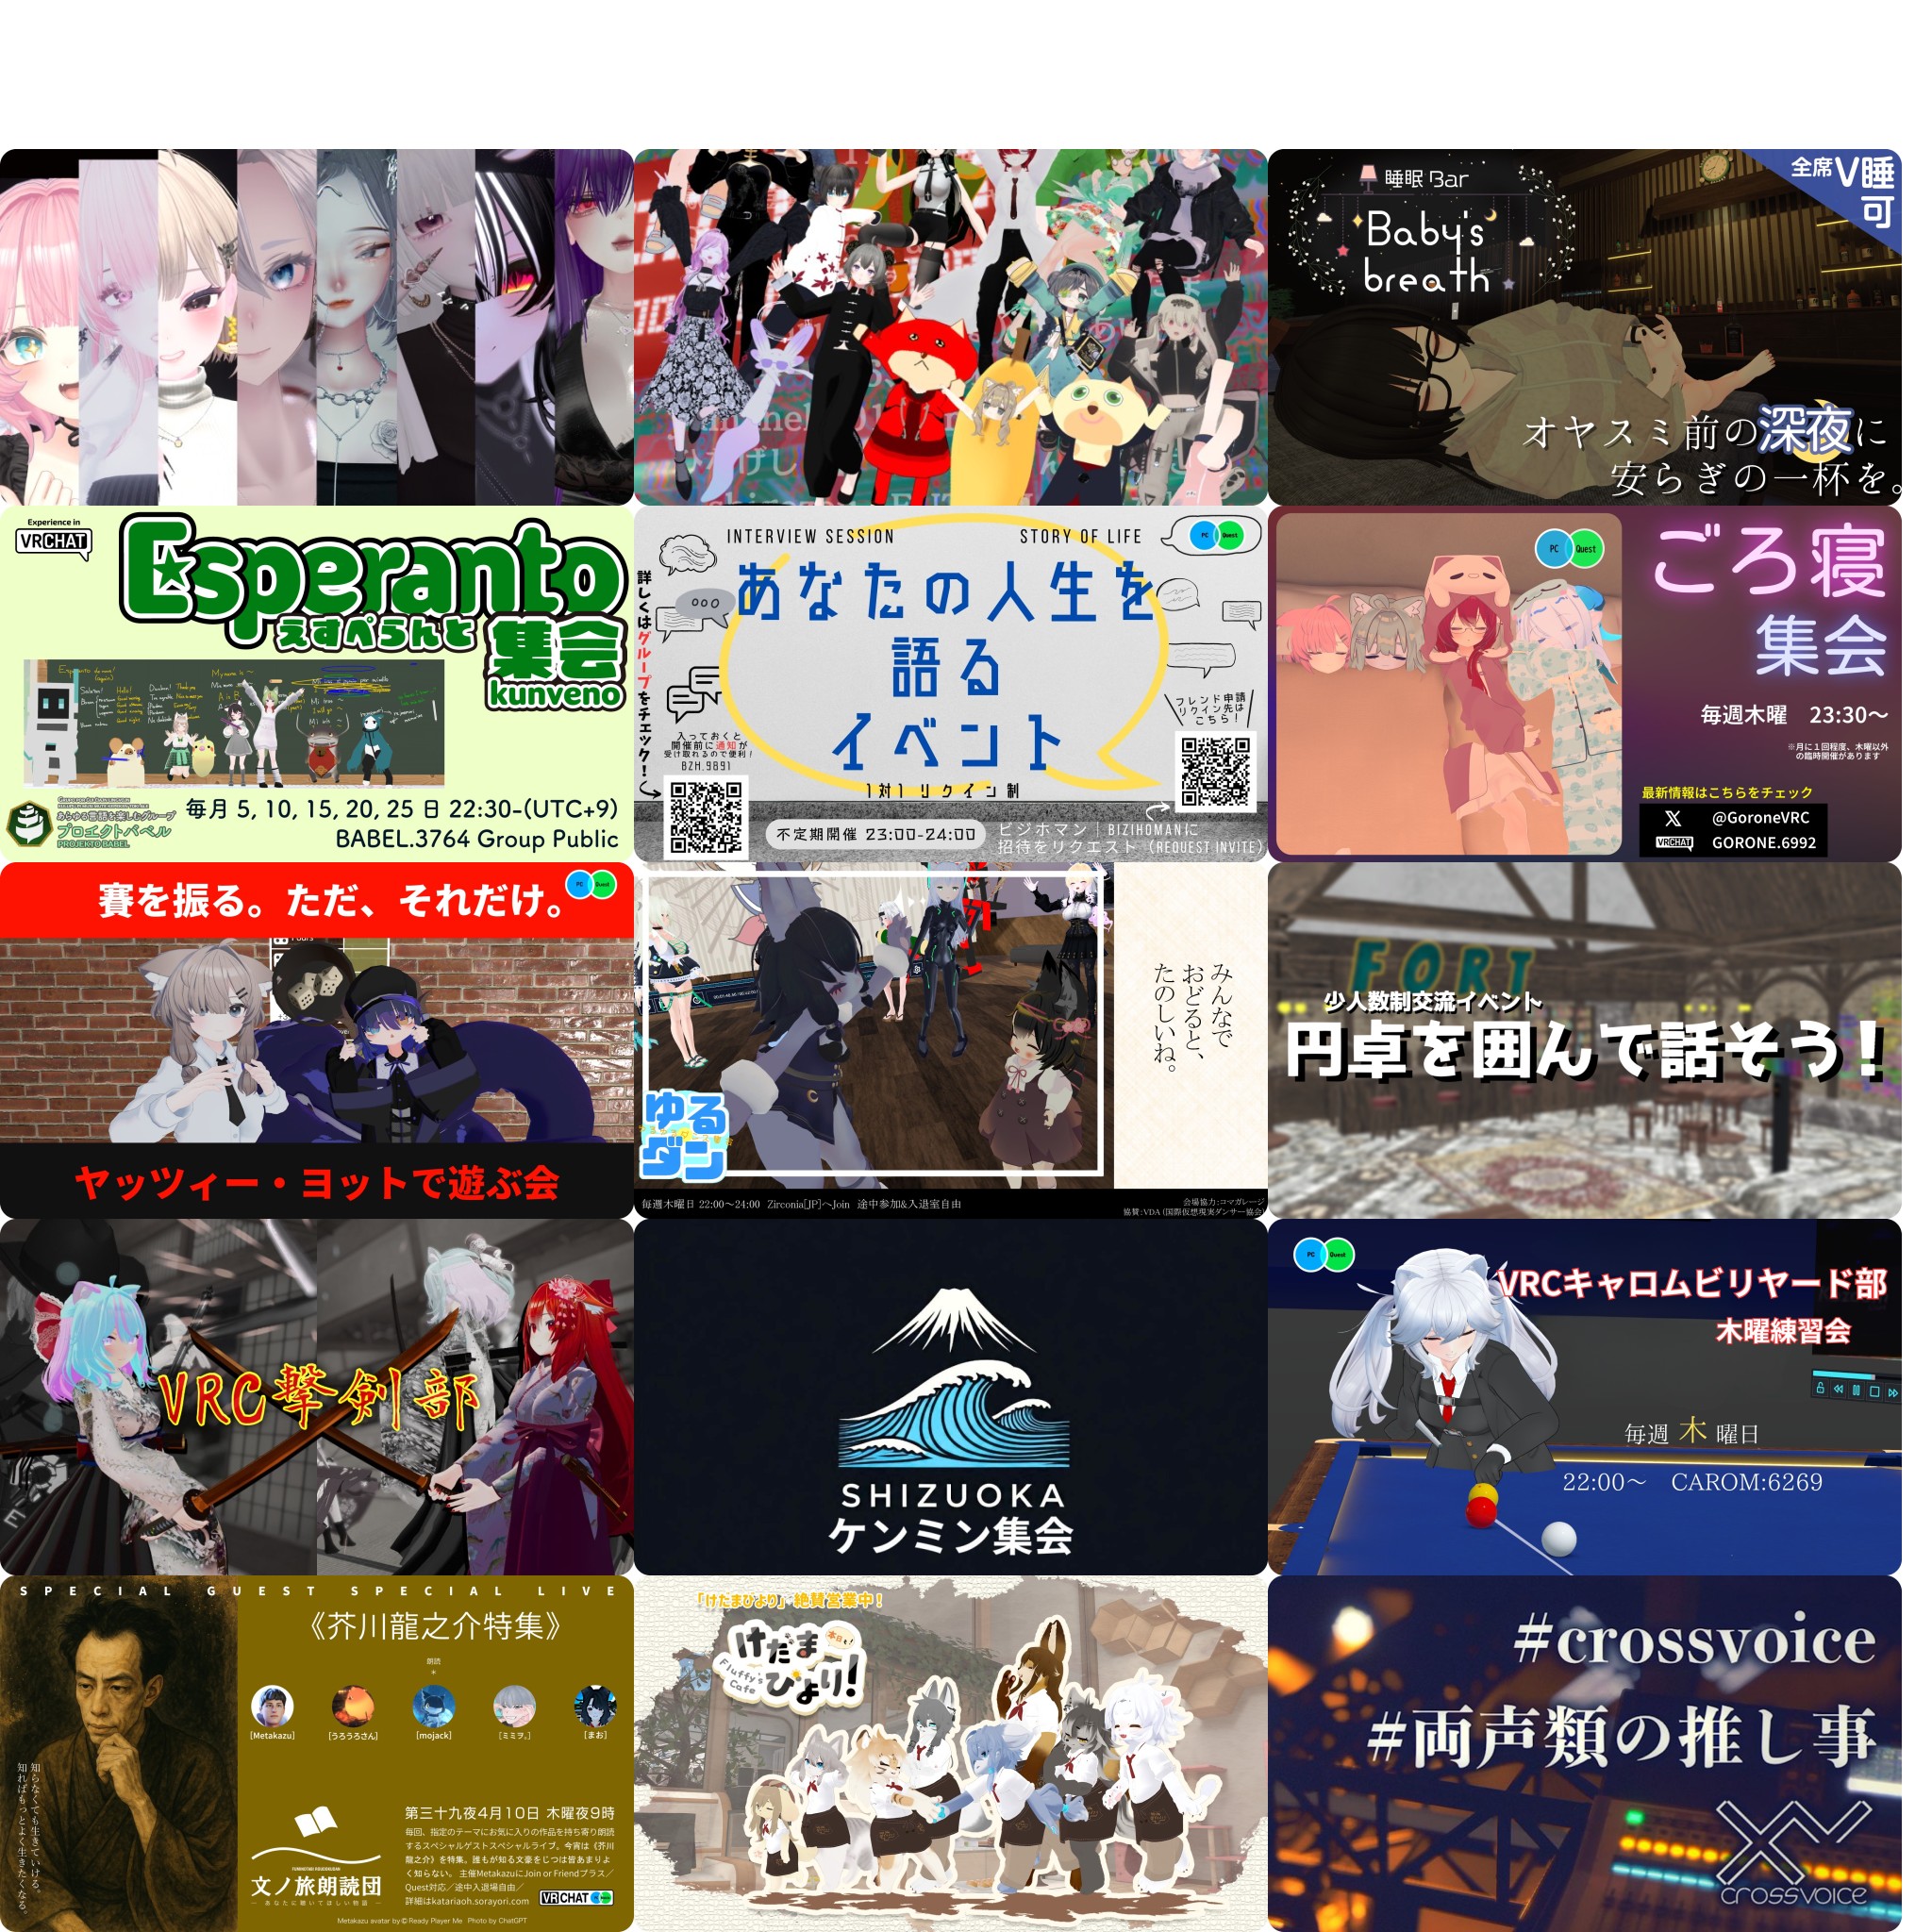 睡眠 Bar
Baby's
breath
全席V睡
可
オヤスミ前の深夜に
安らぎの一杯を。
Experience in
VRCHAT
Esperanto
えすぺらんと
集会
kunveno
あらゆる言語を楽しむグループ
プロエクトバベル
PROJEKTO BABEL
毎月 5, 10, 15, 20, 25 日 22:30-(UTC+9)
BABEL.3764 Group Public
INTERVIEW SESSION
STORY OF LIFE
PC Quest
詳しくはグループをチェック!
あなたの人生を
語る
イベント
1対1 リクイン制
入っておくと
開催前に通知が
受け取れるので便利!
BZH.9891
フレンド申請
リクイン先は
こちら!
不定期開催 23:00-24:00
ビジホマン|BIZIHOMANに
招待をリクエスト (REQUEST INVITE)
PC Quest
ごろ寝
集会
毎週木曜 23:30〜
※月に1回程度、木曜以外
の臨時開催があります
最新情報はこちらをチェック
X @GoroneVRC
VRCHAT GORONE.6992
賽を振る。ただ、それだけ。
PC Quest
ヤッツィー・ヨットで遊ぶ会
みんなで
おどると、
たのしいね。
ゆる
ダン
毎週木曜日 22:00〜24:00 Zirconia[JP]へJoin 途中参加&入退室自由
会場協力:コマガレージ
協賛:VDA (国際仮想現実ダンサー協会)
FORT
少人数制交流イベント
円卓を囲んで話そう!
VRC撃剣部
SHIZUOKA
ケンミン集会
PC Quest
VRCキャロムビリヤード部
木曜練習会
毎週 木 曜日
22:00〜 CAROM:6269
SPECIAL GUEST SPECIAL LIVE
《芥川龍之介特集》
朗読
[Metakazu] [うろうろさん] [mojack] [ミミヲ。] [まお]
知らなくても生きていける。
知ればもっとよく生きたくなる。
第三十九夜4月10日 木曜夜9時
毎回、指定のテーマにお気に入りの作品を持ち寄り朗読
するスペシャルゲストスペシャルライブ。今宵は《芥川
龍之介》を特集。誰もが知る文豪をじつは皆あまりよ
く知らない。 主催MetakazuにJoin or Friendプラス/
Quest対応/途中入退場自由/
詳細はkatariaoh.sorayori.com
VRCHAT
文ノ旅朗読団
— あなたに聴いてほしい物語 —
Metakazu avatar by © Ready Player Me Photo by ChatGPT
「けたまひより」絶賛営業中!
けたま
ひより!
本日も!
Fluffy's
Cafe
#crossvoice
#両声類の推し事
crossvoice